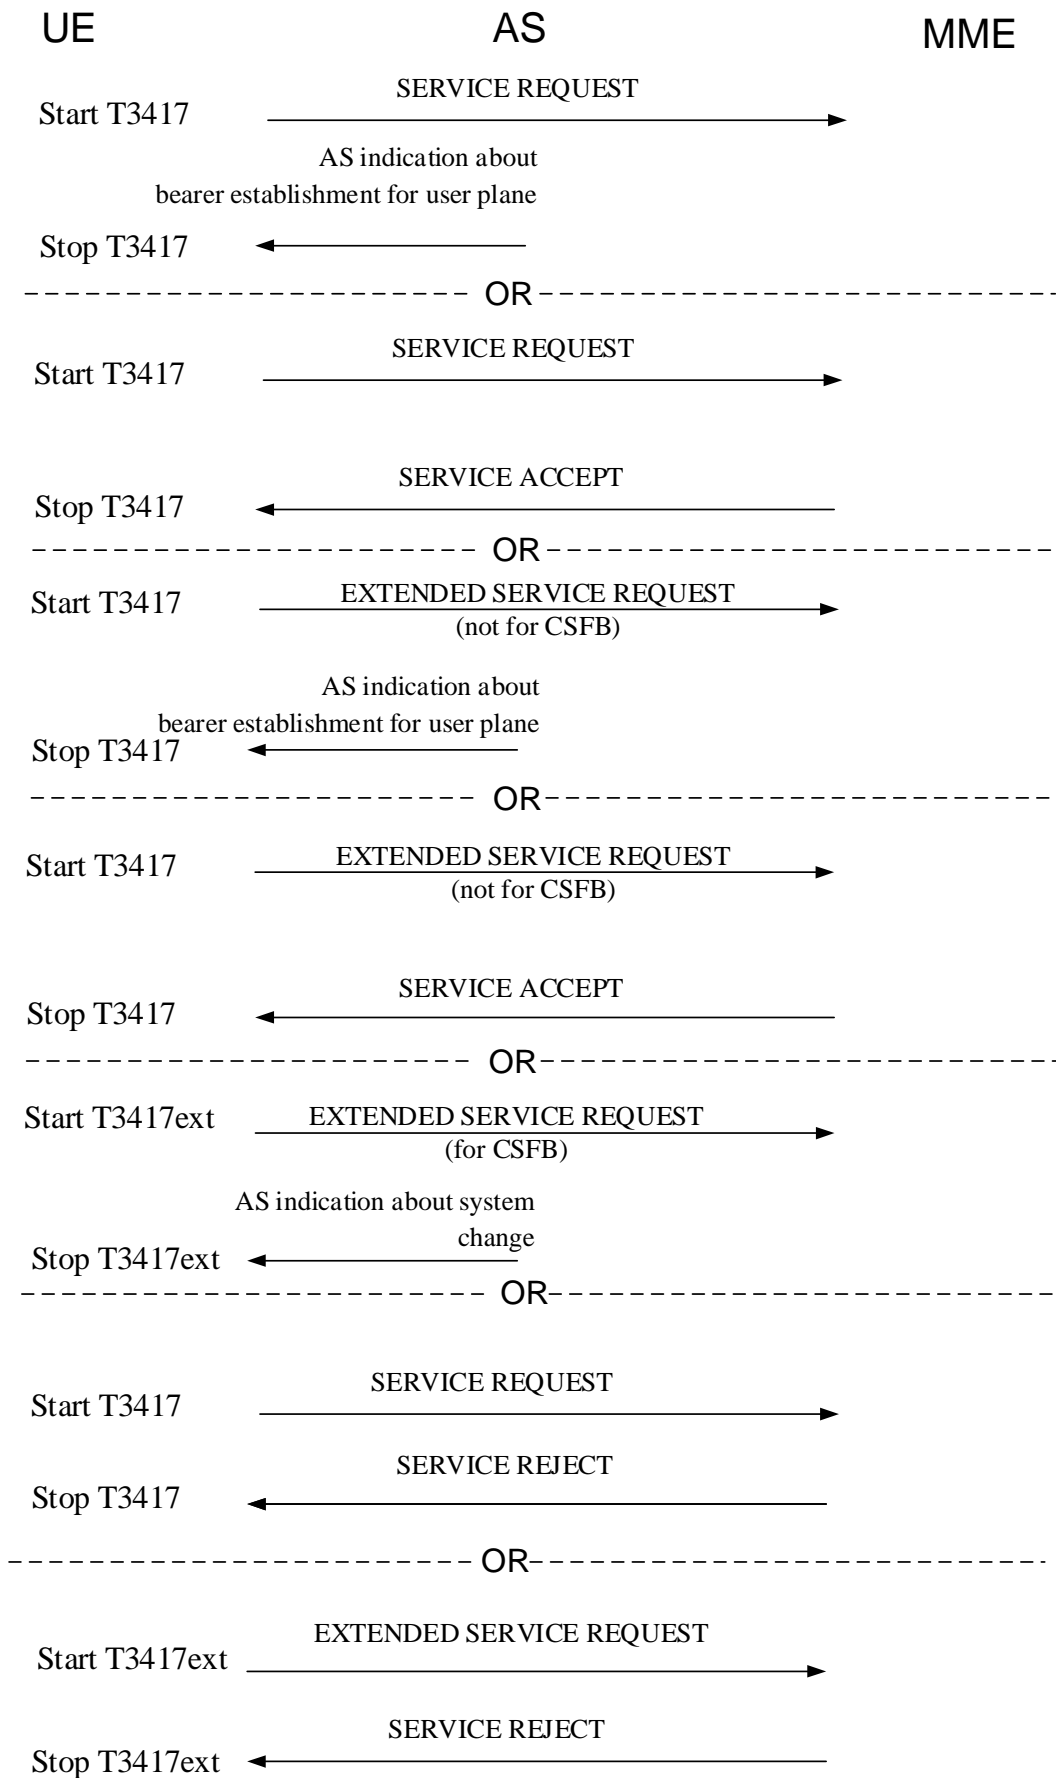 UE AS MME
SERVICE REQUEST
Start T3417
AS indication about
bearer establishment for user plane
Stop T3417
OR
SERVICE REQUEST
Start T3417
SERVICE ACCEPT
Stop T3417
OR
Start T3417 EXTENDED SERVICE REQUEST
(not for CSFB)
AS indication about
bearer establishment for user plane
Stop T3417
OR
Start T3417 EXTENDED SERVICE REQUEST
(not for CSFB)
SERVICE ACCEPT
Stop T3417
OR
Start T3417ext EXTENDED SERVICE REQUEST
(for CSFB)
AS indication about system
change
Stop T3417ext
OR
SERVICE REQUEST
Start T3417
SERVICE REJECT
Stop T3417
OR
EXTENDED SERVICE REQUEST
Start T3417ext
SERVICE REJECT
Stop T3417ext